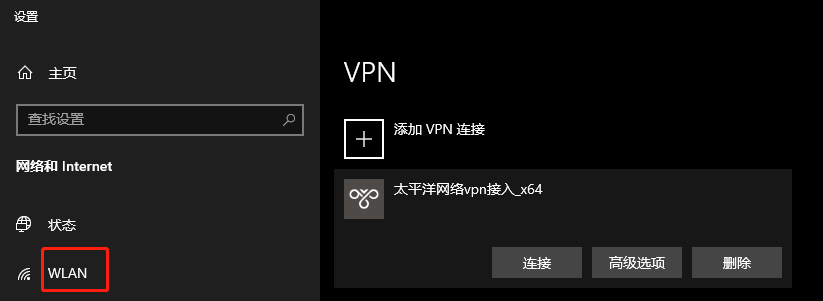 设置
主页
查找设置
网络和 Internet
状态
WLAN
VPN
添加 VPN 连接
太平洋网络vpn接入_x64
连接
高级选项
删除